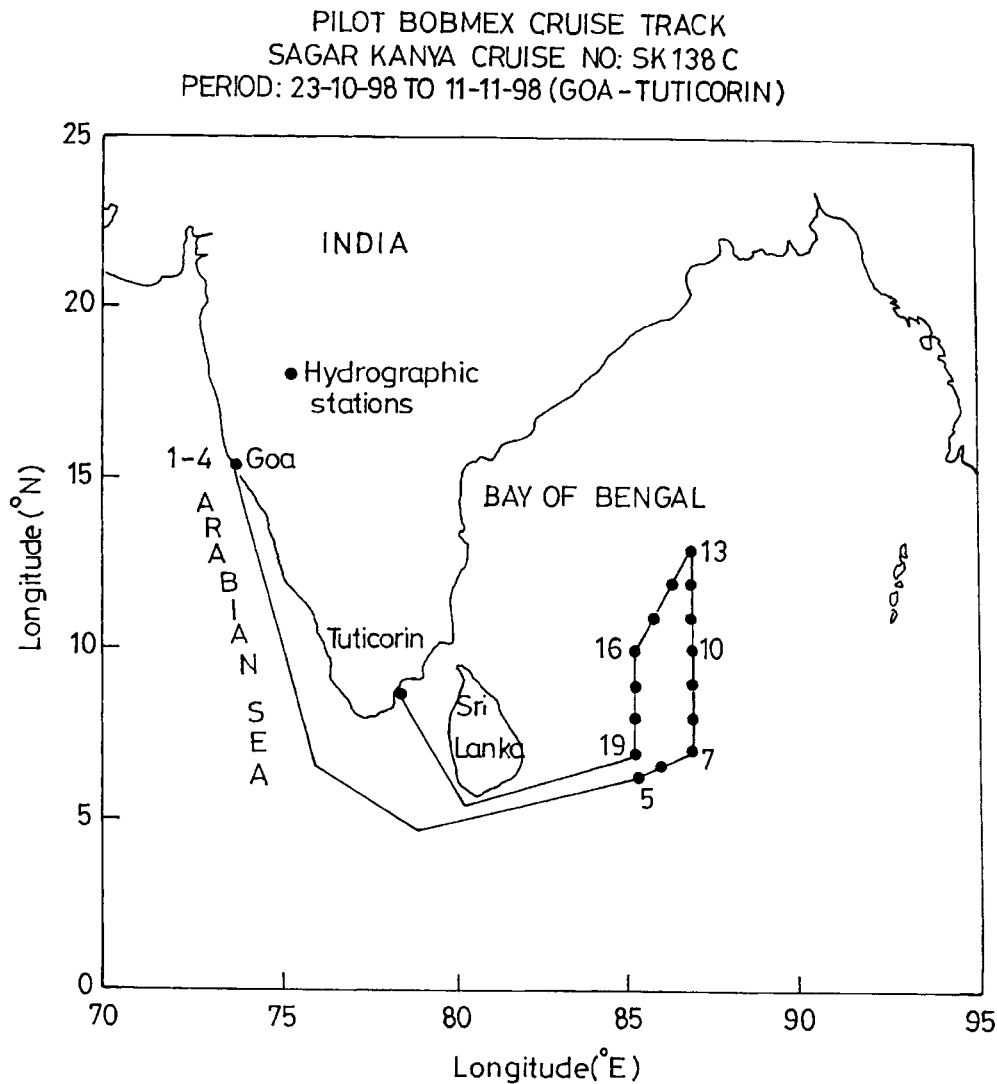 PILOT BOBMEX CRUISE TRACK
SAGAR KANYA CRUISE NO: SK 138 C
PERIOD: 23-10-98 TO 11-11-98 (GOA-TUTICORIN)
25
INDIA
20
Hydrographic
stations
1-4
Goa
15
BAY OF BENGAL
ARABIAN SEA
Longitude (°N)
13
Tuticorin
16
10
10
Sri
Lanka
19
7
5
5
0
70
75
80
85
90
95
Longitude(°E)